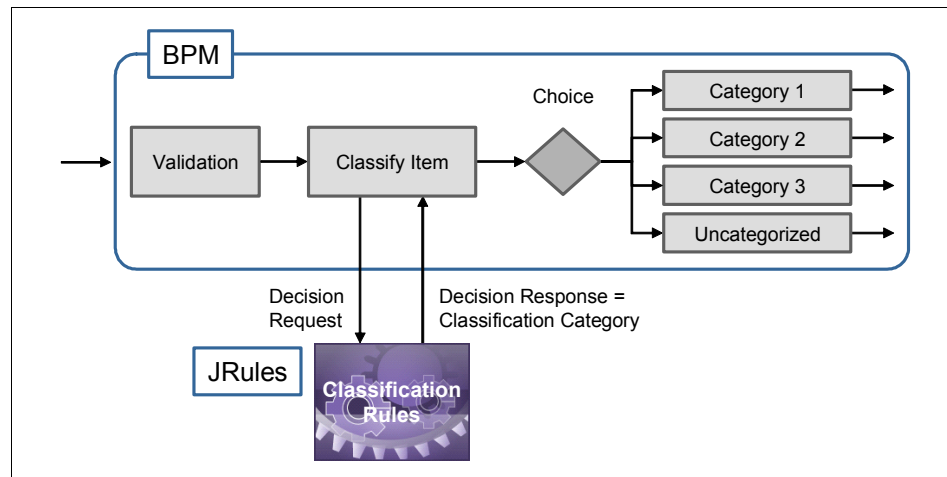 BPM
Choice
Validation
Classify Item
Category 1
Category 2
Category 3
Uncategorized
Decision
Request
Decision Response =
Classification Category
JRules
Classification
Rules